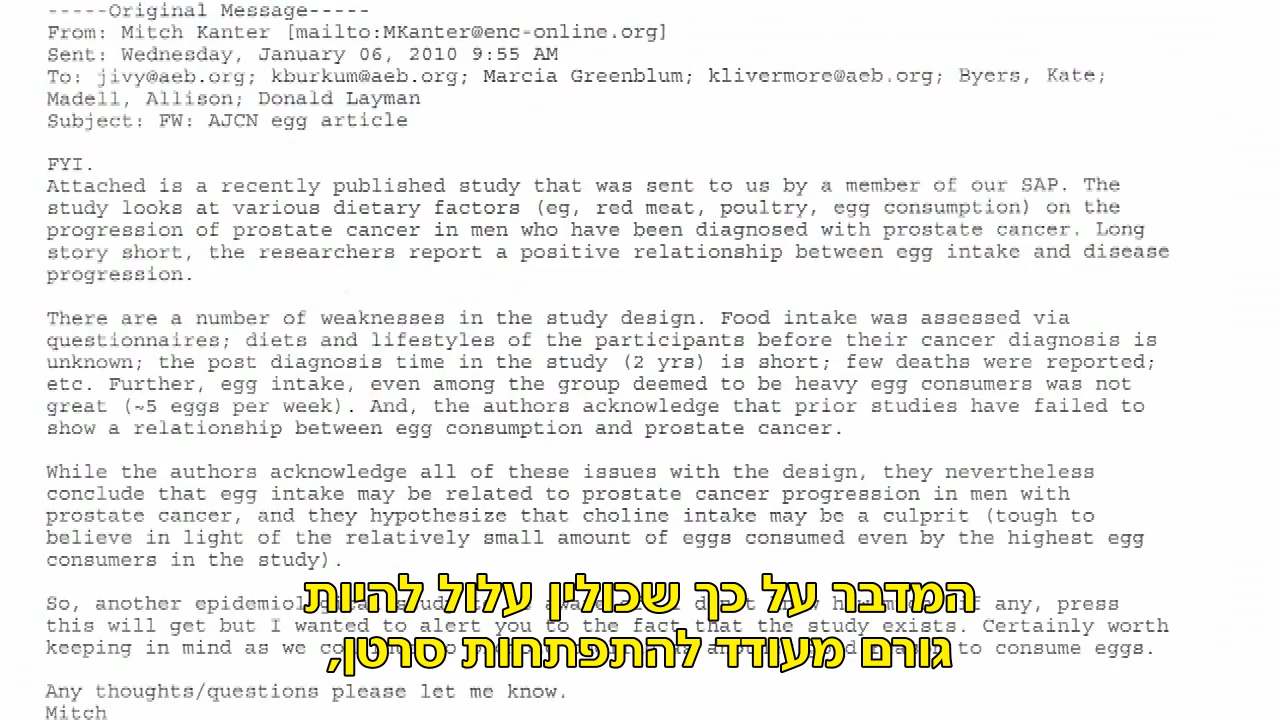 -----Original Message-----
From: Mitch Kanter [mailto:MKanter@enc-online.org]
Sent: Wednesday, January 06, 2010 9:55 AM
To: jivy@aeb.org; kburkum@aeb.org; Marcia Greenblum; klivermore@aeb.org; Byers, Kate;
Madell, Allison; Donald Layman
Subject: FW: AJCN egg article
FYI.
Attached is a recently published study that was sent to us by a member of our SAP. The
study looks at various dietary factors (eg, red meat, poultry, egg consumption) on the
progression of prostate cancer in men who have been diagnosed with prostate cancer. Long
story short, the researchers report a positive relationship between egg intake and disease
progression.
There are a number of weaknesses in the study design. Food intake was assessed via
questionnaires; diets and lifestyles of the participants before their cancer diagnosis is
unknown; the post diagnosis time in the study (2 yrs) is short; few deaths were reported;
etc. Further, egg intake, even among the group deemed to be heavy egg consumers was not
great (~5 eggs per week). And, the authors acknowledge that prior studies have failed to
show a relationship between egg consumption and prostate cancer.
While the authors acknowledge all of these issues with the design, they nevertheless
conclude that egg intake may be related to prostate cancer progression in men with
prostate cancer, and they hypothesize that choline intake may be a culprit (tough to
believe in light of the relatively small amount of eggs consumed even by the highest egg
consumers in the study).
So, another if any, press
this will get but I wanted to alert you to the fact that the study exists. Certainly worth
keeping in mind as we to consume eggs.
Any thoughts/questions please let me know.
Mitch
המדבר על כך שכולין עלול להיות
גורם מעודד להתפתחות סרטן,